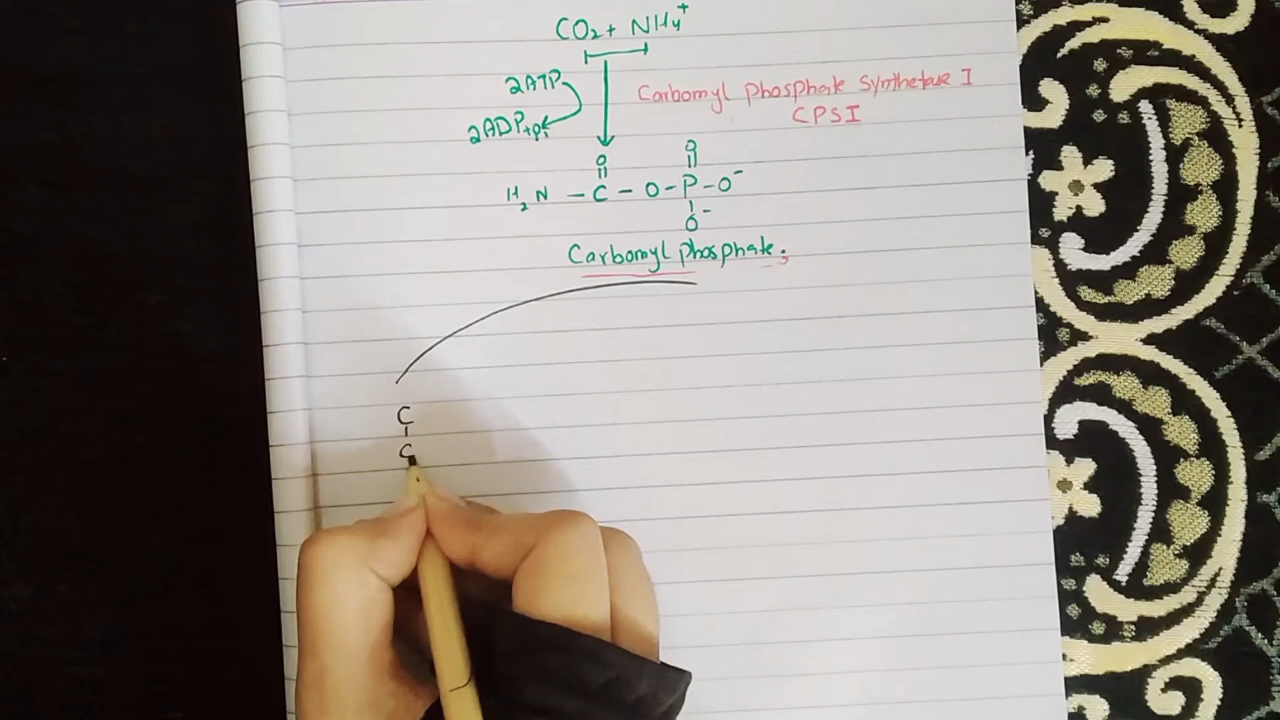 CO2 + NH4+
2ATP
Carbomyl phosphate synthetase I
CPSI
2ADP+pi
O O
H2N - C - O - P - O-
O-
Carbomyl phosphate;
C
C